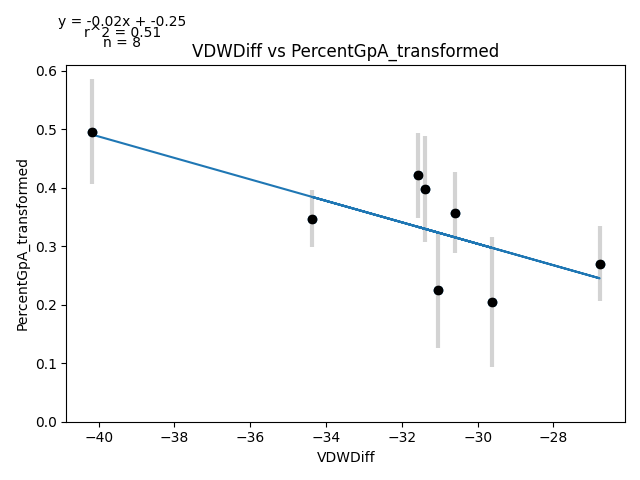 y = -0.02x + -0.25
r^2 = 0.51
n = 8
VDWDiff vs PercentGpA_transformed
PercentGpA_transformed
0.6
0.5
0.4
0.3
0.2
0.1
0.0
−40
−38
−36
−34
−32
−30
−28
VDWDiff